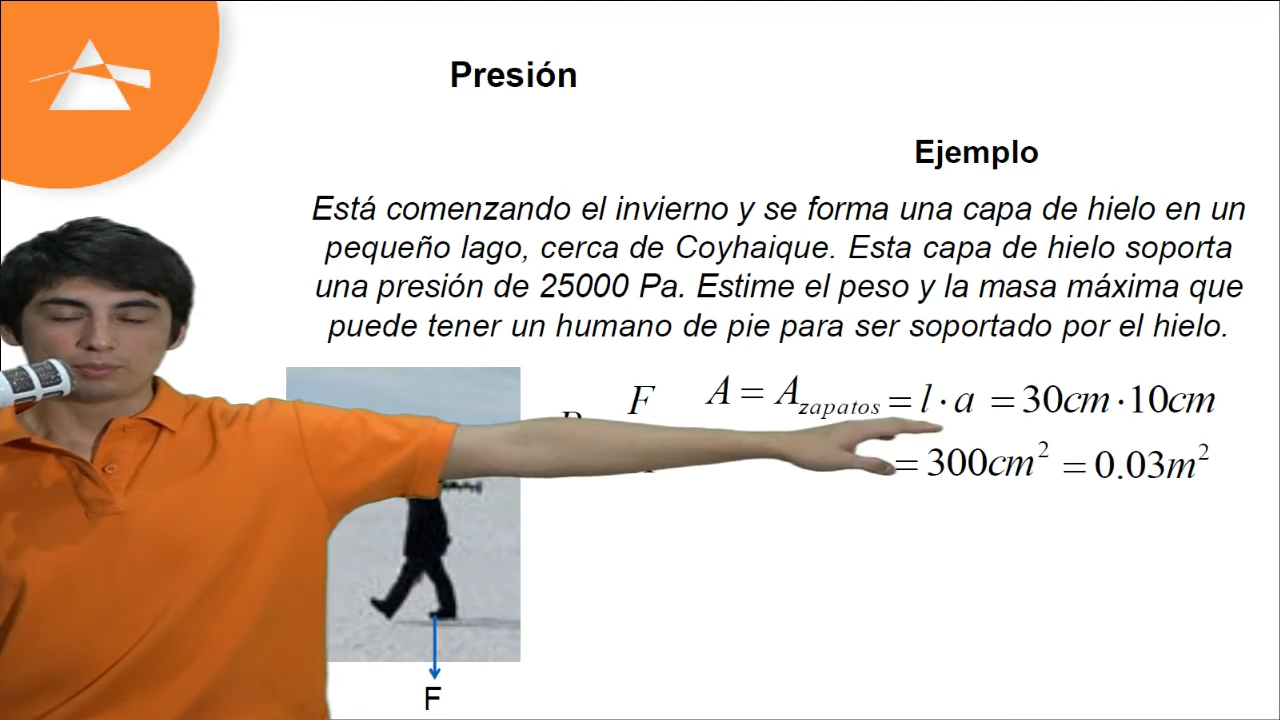 Presión
Ejemplo
Está comenzando el invierno y se forma una capa de hielo en un
pequeño lago, cerca de Coyhaique. Esta capa de hielo soporta
una presión de 25000 Pa. Estime el peso y la masa máxima que
puede tener un humano de pie para ser soportado por el hielo.
F
A = A_zapatos = l · a = 30cm · 10cm
= 300cm² = 0.03m²
F